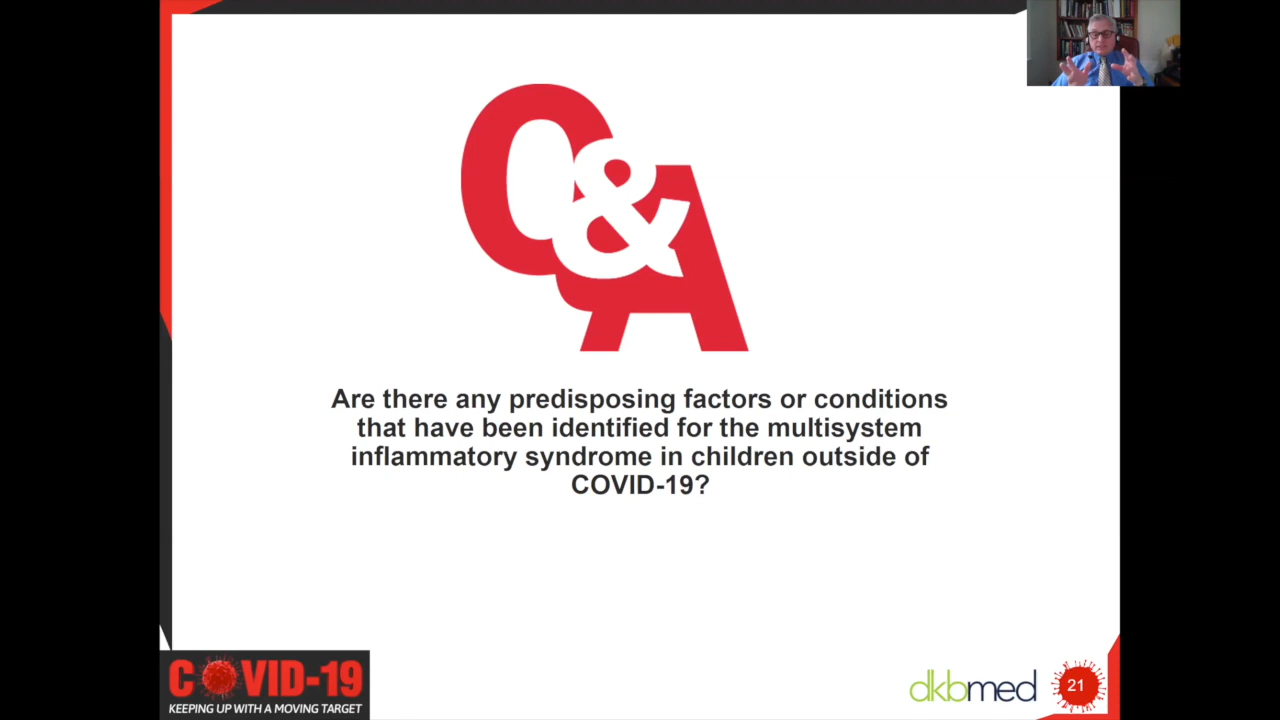 Q&A
Are there any predisposing factors or conditions
that have been identified for the multisystem
inflammatory syndrome in children outside of
COVID-19?
COVID-19
KEEPING UP WITH A MOVING TARGET
dkbmed
21